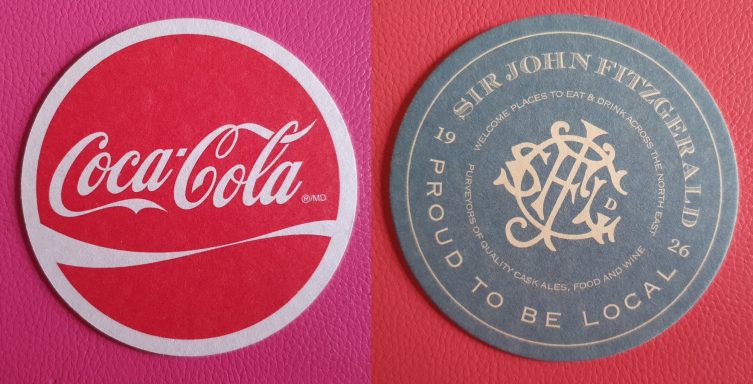 Coca-Cola
®/MD
SIR JOHN FITZGERALD
WELCOME PLACES TO EAT & DRINK ACROSS THE NORTH EAST
19
26
PURVEYORS OF QUALITY CASK ALES, FOOD AND WINE
PROUD TO BE LOCAL